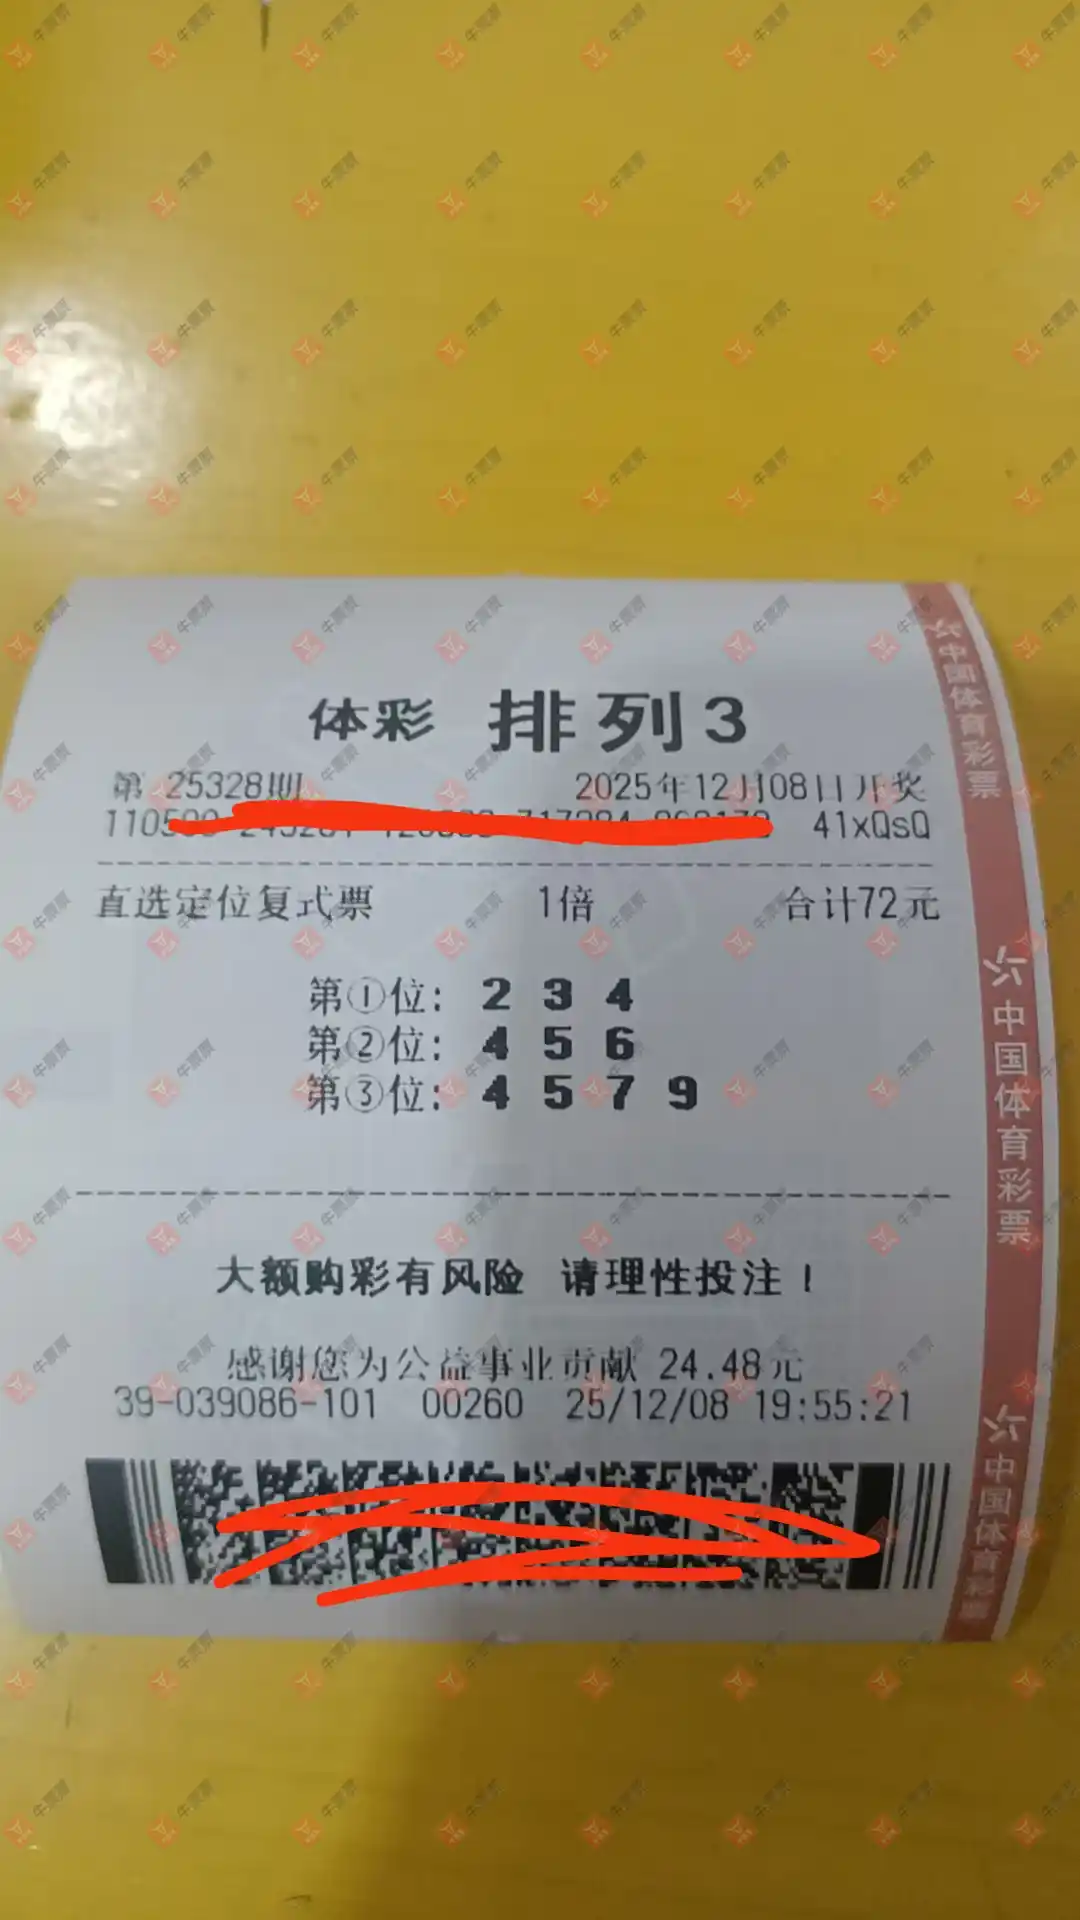 体彩 排列3
第 25328期 2025年12月08日开奖
41xQsQ
直选定位复式票 1倍 合计72元
第①位: 2 3 4
第②位: 4 5 6
第③位: 4 5 7 9
大额购彩有风险 请理性投注!
感谢您为公益事业贡献 24.48元
39-039086-101 00260 25/12/08 19:55:21
中国体育彩票
中国体育彩票
中国体育彩票
牛票票